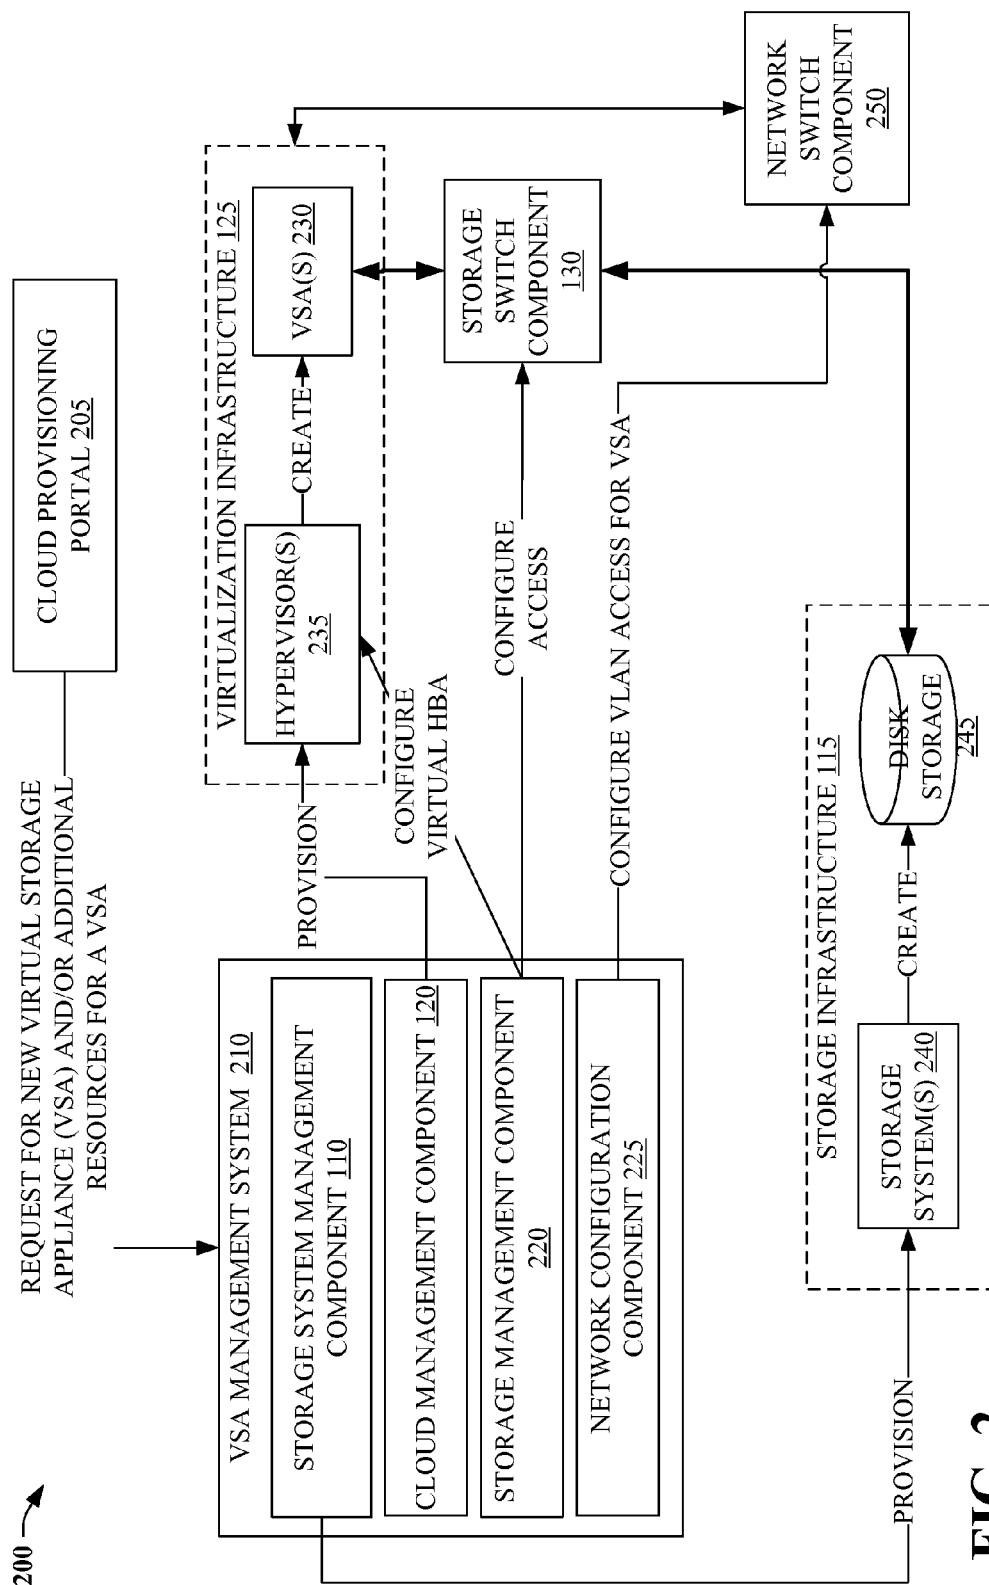 200
REQUEST FOR NEW VIRTUAL STORAGE
APPLIANCE (VSA) AND/OR ADDITIONAL
RESOURCES FOR A VSA
CLOUD PROVISIONING
PORTAL 205
VSA MANAGEMENT SYSTEM 210
STORAGE SYSTEM MANAGEMENT
COMPONENT 110
CLOUD MANAGEMENT COMPONENT 120
STORAGE MANAGEMENT COMPONENT
220
NETWORK CONFIGURATION
COMPONENT 225
PROVISION
CONFIGURE
VIRTUAL HBA
VIRTUALIZATION INFRASTRUCTURE 125
HYPERVISOR(S)
235
CREATE
VSA(S) 230
CONFIGURE
ACCESS
STORAGE
SWITCH
COMPONENT
130
CONFIGURE VLAN ACCESS FOR VSA
NETWORK
SWITCH
COMPONENT
250
PROVISION
STORAGE INFRASTRUCTURE 115
STORAGE
SYSTEM(S) 240
CREATE
DISK
STORAGE
245
FIG. 2